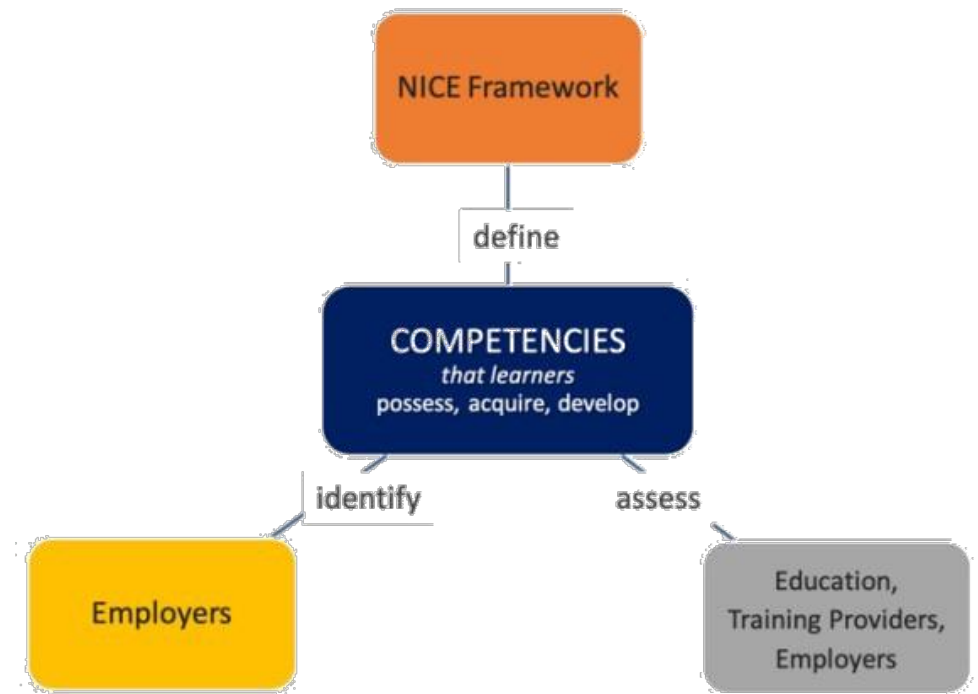 NICE Framework
define
COMPETENCIES
that learners
possess, acquire, develop
identify
assess
Employers
Education,
Training Providers,
Employers